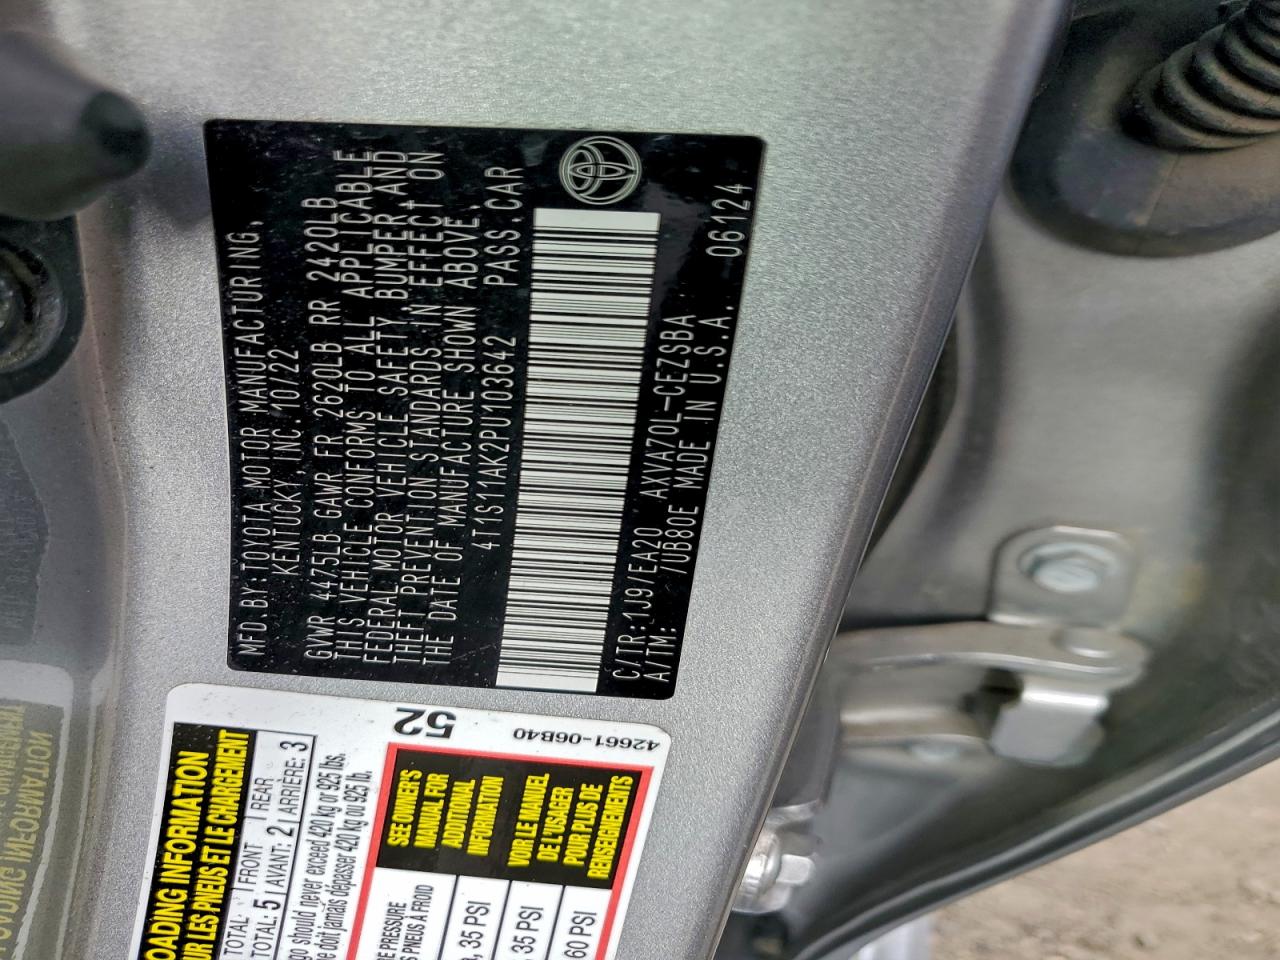 MFD.BY:TOYOTA MOTOR MANUFACTURING,
KENTUCKY, INC. 10/22
GVWR 4475LB GAWR FR 2620LB RR 2420LB
THIS VEHICLE CONFORMS TO ALL APPLICABLE
FEDERAL MOTOR VEHICLE SAFETY, BUMPER AND
THEFT PREVENTION STANDARDS IN EFFECT ON
THE DATE OF MANUFACTURE SHOWN ABOVE.
4T1S11AK2PU103642 PASS.CAR
C/TR:1J9/EA20 AXVA70L-CEZSBA
A/TM: /UB80E MADE IN U.S.A. 06124
52
42661-06B40
OADING INFORMATION
UR LES PNEUS ET LE CHARGEMENT
TOTAL FRONT REAR
TOTAL: 5 AVANT: 2 ARRIÈRE: 3
go should never exceed 420 kg or 925 lbs.
ne doit jamais dépasser 420 kg ou 925 lb.
E PRESSURE
PNEUS À FROID
35 PSI
35 PSI
60 PSI
SEE OWNER'S
MANUAL FOR
ADDITIONAL
INFORMATION
VOIR LE MANUEL
DE L'USAGER
POUR PLUS DE
RENSEIGNEMENTS